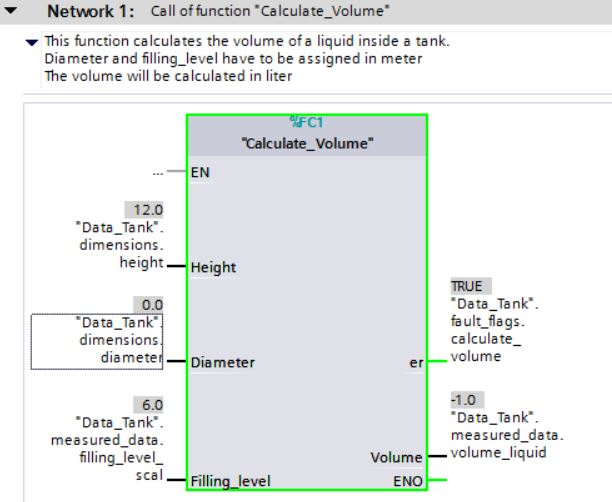 Network 1: Call of function "Calculate_Volume"
This function calculates the volume of a liquid inside a tank.
Diameter and filling_level have to be assigned in meter
The volume will be calculated in liter
%FC1
"Calculate_Volume"
...
EN
12.0
"Data_Tank".
dimensions.
height
Height
0.0
"Data_Tank".
dimensions.
diameter
Diameter
6.0
"Data_Tank".
measured_data.
filling_level_
scal
Filling_level
er
TRUE
"Data_Tank".
fault_flags.
calculate_
volume
Volume
-1.0
"Data_Tank".
measured_data.
volume_liquid
ENO